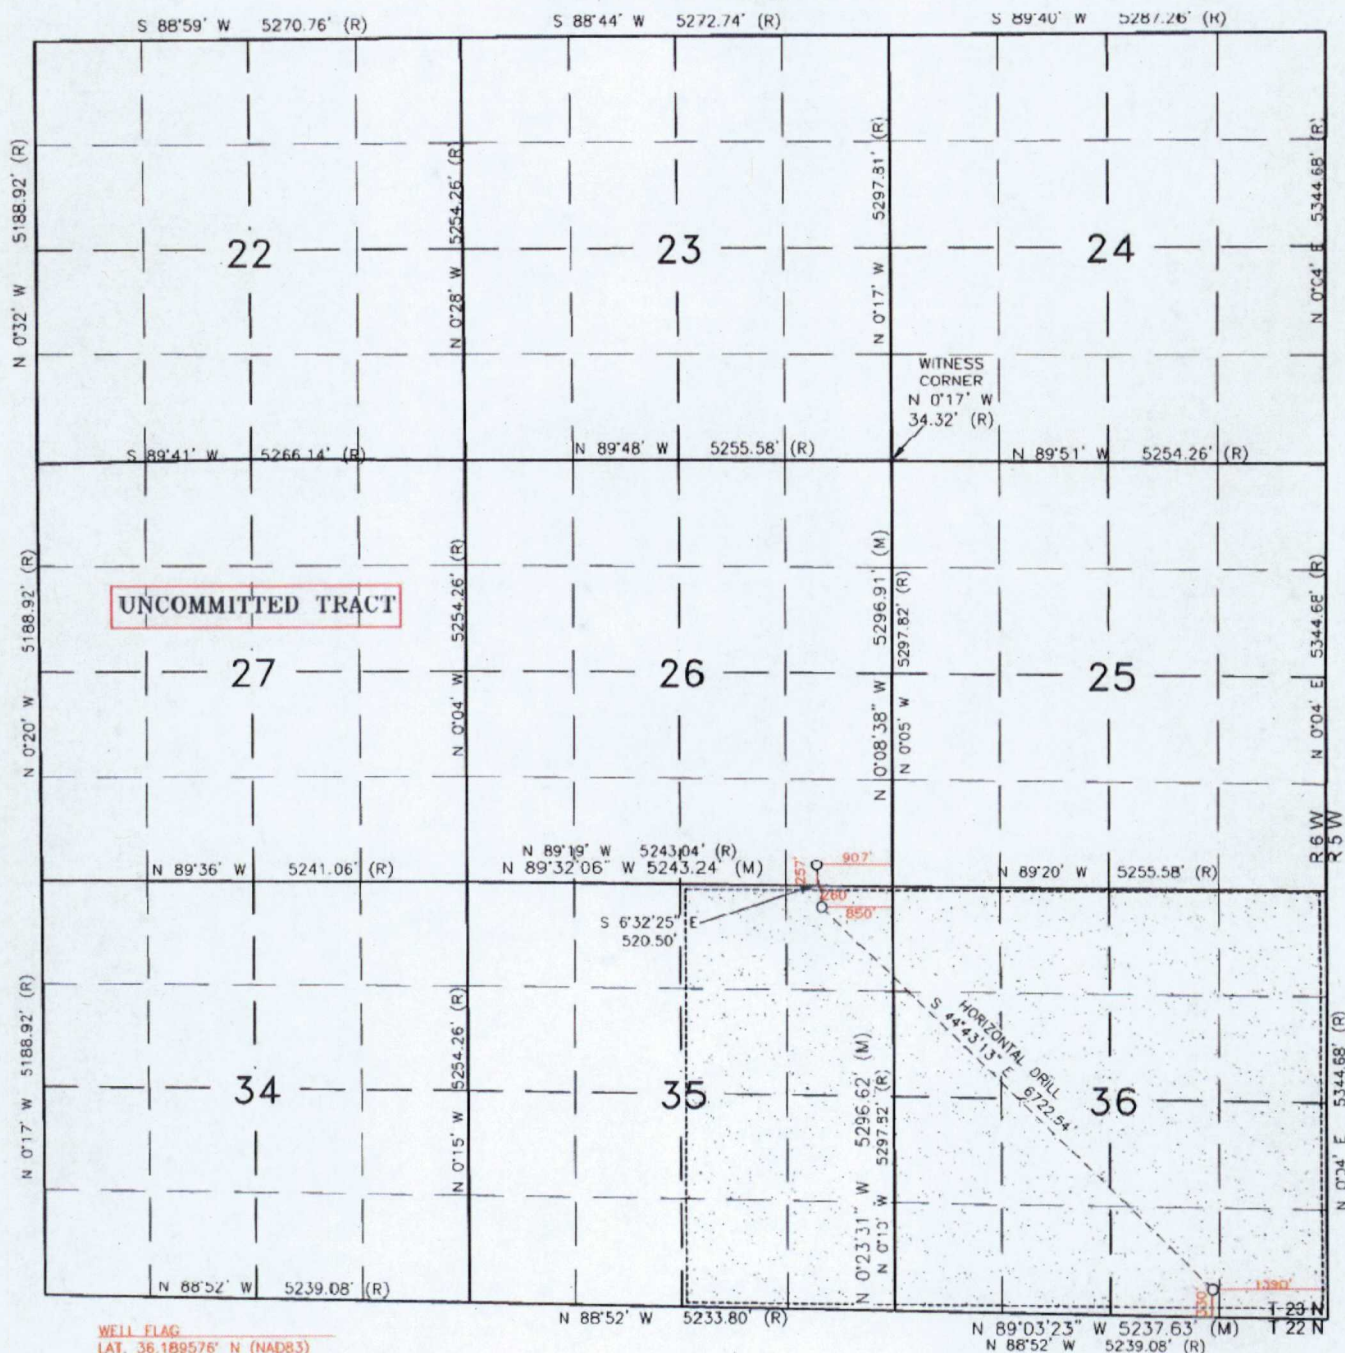 S 88°59' W 5270.76' (R)
S 88°44' W 5272.74' (R)
S 89°40' W 5287.26' (R)
N 0°32' W 5188.92' (R)
22
N 0°28' W 5254.26' (R)
23
N 0°17' W 5297.81' (R)
24
N 0°04' E 5344.68' (R)
WITNESS
CORNER
N 0°17' W
34.32' (R)
S 89°41' W 5266.14' (R)
N 89°48' W 5255.58' (R)
N 89°51' W 5254.26' (R)
N 0°20' W 5188.92' (R)
UNCOMMITTED TRACT
27
N 0°04' W 5254.26' (R)
26
N 0°08'38" W 5296.91' (M)
N 0°05' W 5297.82' (R)
25
N 0°04' E 5344.68' (R)
R 6 W
R 5 W
N 89°36' W 5241.06' (R)
N 89°19' W 5243.04' (R)
N 89°32'06" W 5243.24' (M)
257'
907'
N 89°20' W 5255.58' (R)
260'
850'
S 6°32'25" E
520.50'
N 0°17' W 5188.92' (R)
34
N 0°15' W 5254.26' (R)
35
N 0°23'31" W 5296.62' (M)
N 0°10' W 5297.82' (R)
HORIZONTAL DRILL
S 44°43'13" E 6722.54'
36
N 0°04' E 5344.68' (R)
330'
1390'
N 88°52' W 5239.08' (R)
N 88°52' W 5233.80' (R)
T 23 N
T 22 N
N 89°03'23" W 5237.63' (M)
N 88°52' W 5239.08' (R)
WELL FLAG
LAT. 36.189576° N (NAD83)